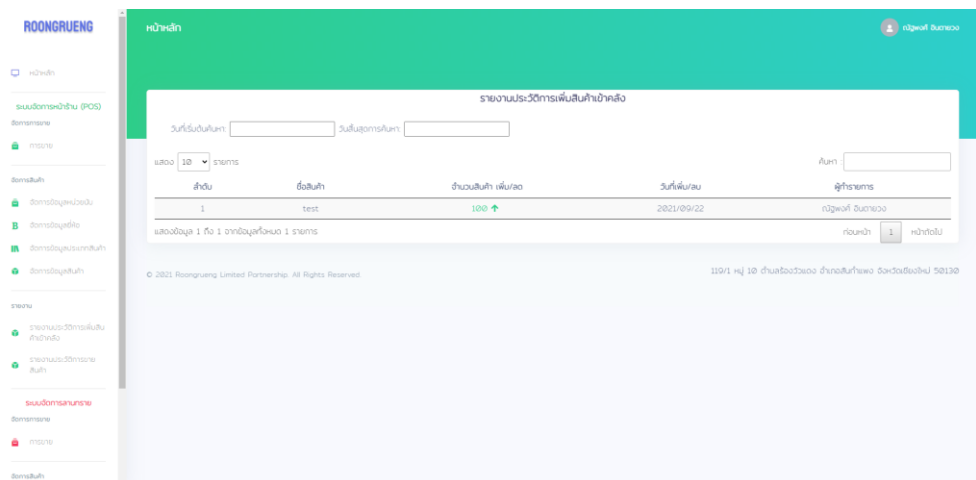 ROONGRUENG
หน้าหลัก
ณัฐพงศ์ อินตายวง
หน้าหลัก
ระบบจัดการหน้าร้าน (POS)
จัดการการขาย
การขาย
จัดการสินค้า
จัดการข้อมูลหน่วยนับ
จัดการข้อมูลยี่ห้อ
จัดการข้อมูลประเภทสินค้า
จัดการข้อมูลสินค้า
รายงาน
รายงานประวัติการเพิ่มสิน
ค้าเข้าคลัง
รายงานประวัติการขาย
สินค้า
ระบบจัดการลานทราย
จัดการการขาย
การขาย
จัดการสินค้า
รายงานประวัติการเพิ่มสินค้าเข้าคลัง
วันที่เริ่มต้นค้นหา: วันสิ้นสุดการค้นหา:
แสดง 10 รายการ ค้นหา :
ลำดับ ชื่อสินค้า จำนวนสินค้า เพิ่ม/ลด วันที่เพิ่ม/ลบ ผู้ทำรายการ
1 test 100 ↑ 2021/09/22 ณัฐพงศ์ อินตายวง
แสดงข้อมูล 1 ถึง 1 จากข้อมูลทั้งหมด 1 รายการ ก่อนหน้า 1 หน้าถัดไป
© 2021 Roongrueng Limited Partnership. All Rights Reserved. 119/1 หมู่ 10 ตำบลร้องวัวแดง อำเภอสันกำแพง จังหวัดเชียงใหม่ 50130